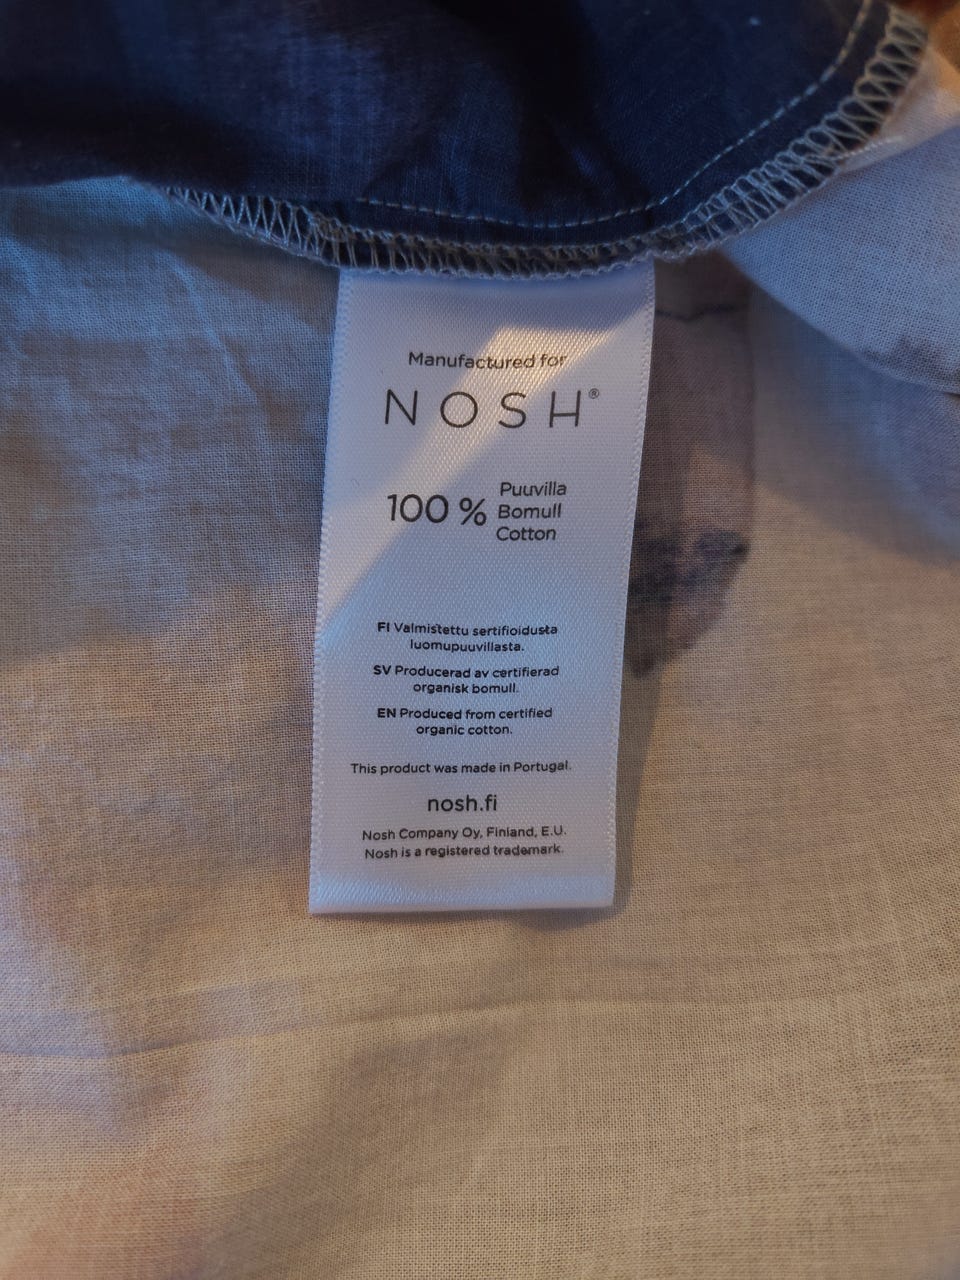 Manufactured for
NOSH®
100 % Puuvilla
Bomull
Cotton
FI Valmistettu sertifioidusta
luomupuuvillasta.
SV Producerad av certifierad
organisk bomull.
EN Produced from certified
organic cotton.
This product was made in Portugal.
nosh.fi
Nosh Company Oy, Finland, E.U.
Nosh is a registered trademark.